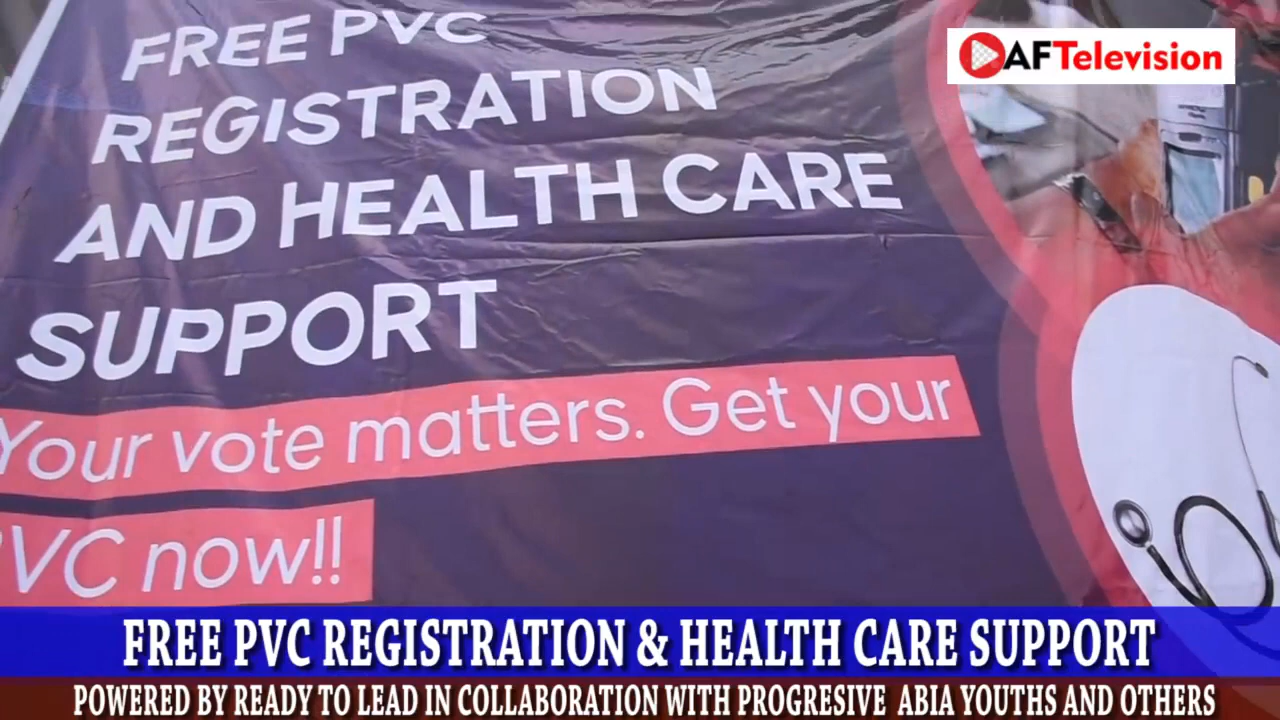 FREE PVC
REGISTRATION
AND HEALTH CARE
SUPPORT
Your vote matters. Get your
PVC now!!
AFTelevision
FREE PVC REGISTRATION & HEALTH CARE SUPPORT
POWERED BY READY TO LEAD IN COLLABORATION WITH PROGRESIVE ABIA YOUTHS AND OTHERS